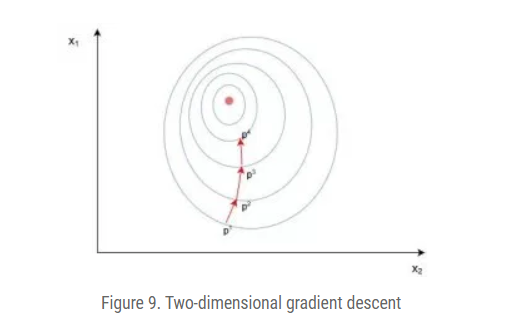 X₁
p⁴
p³
p²
p¹
X₂
Figure 9. Two-dimensional gradient descent